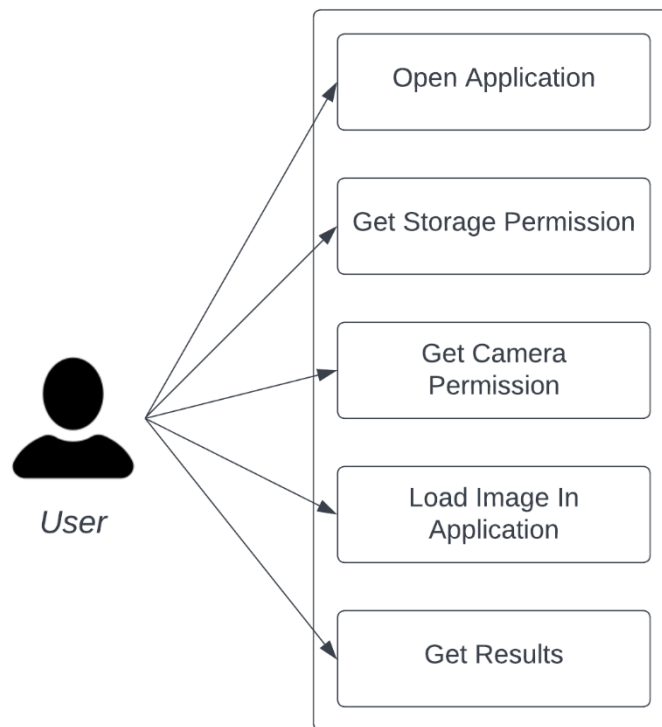 Open Application
Get Storage Permission
Get Camera
Permission
Load Image In
Application
User
Get Results